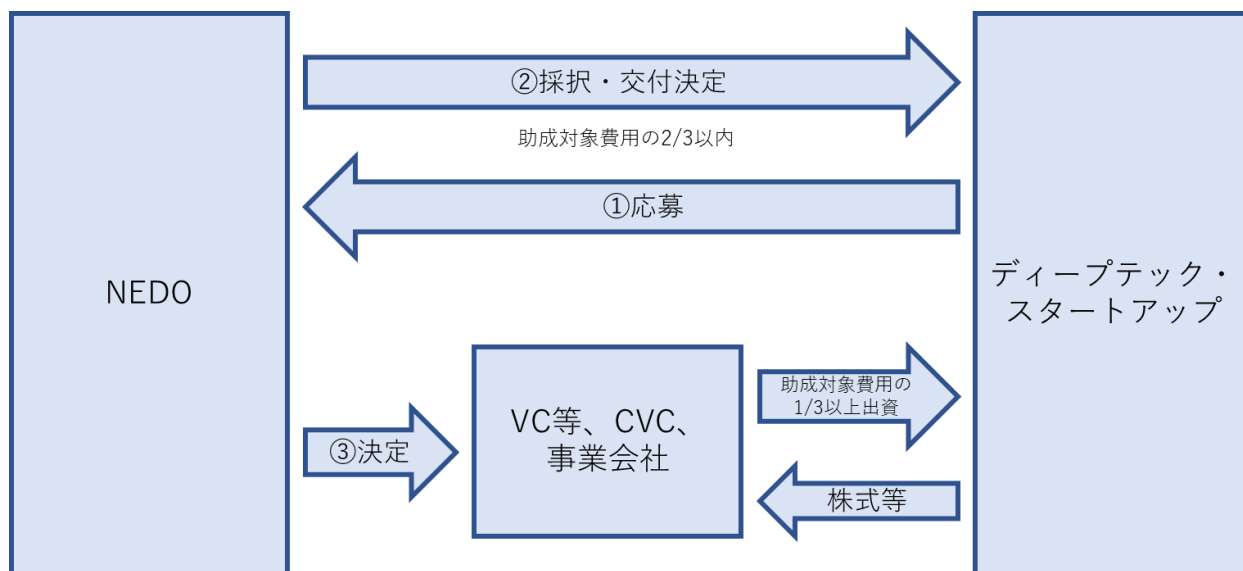 ②採択・交付決定
助成対象費用の2/3以内
①応募
NEDO
ディープテック・
スタートアップ
VC等、CVC、
事業会社
助成対象費用の
1/3以上出資
③決定
株式等